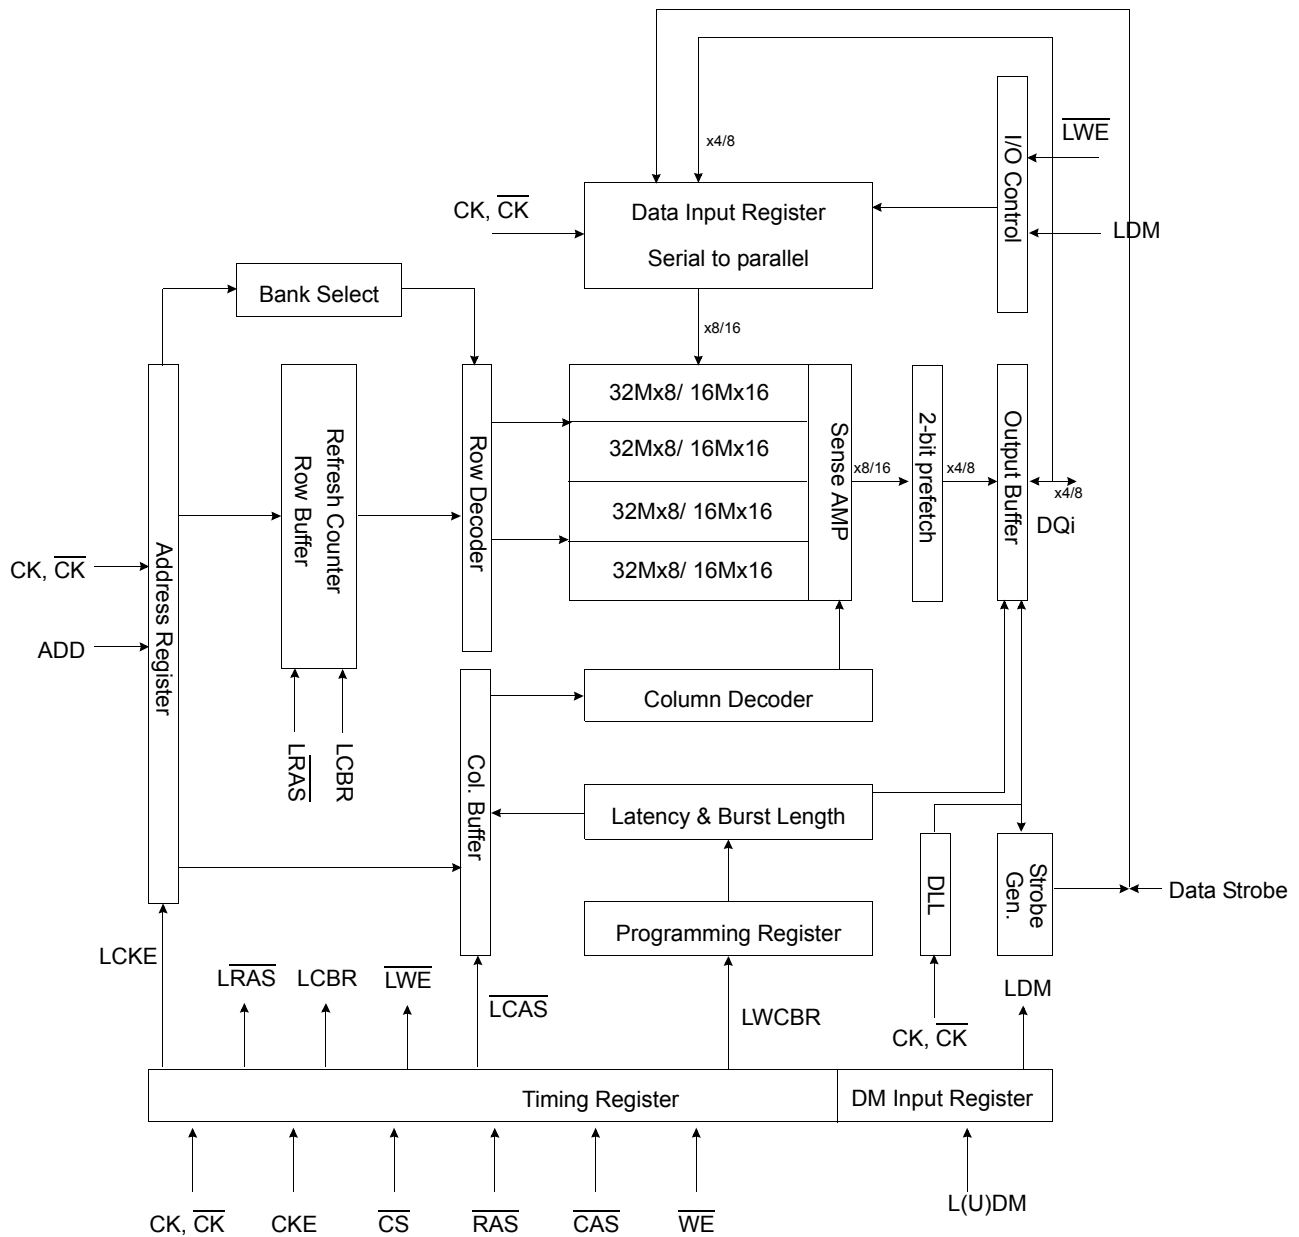 x4/8
LWE
I/O Control
CK, CK
Data Input Register
Serial to parallel
LDM
Bank Select
x8/16
Address Register
Refresh Counter
Row Buffer
Row Decoder
32Mx8/ 16Mx16
32Mx8/ 16Mx16
32Mx8/ 16Mx16
32Mx8/ 16Mx16
Sense AMP
x8/16
2-bit prefetch
x4/8
Output Buffer
x4/8
DQi
CK, CK
ADD
LRAS
LCBR
Col. Buffer
Column Decoder
Latency & Burst Length
DLL
Strobe
Gen.
Data Strobe
Programming Register
LCKE
LRAS
LCBR
LWE
LCAS
LWCBR
CK, CK
LDM
Timing Register
DM Input Register
CK, CK
CKE
CS
RAS
CAS
WE
L(U)DM